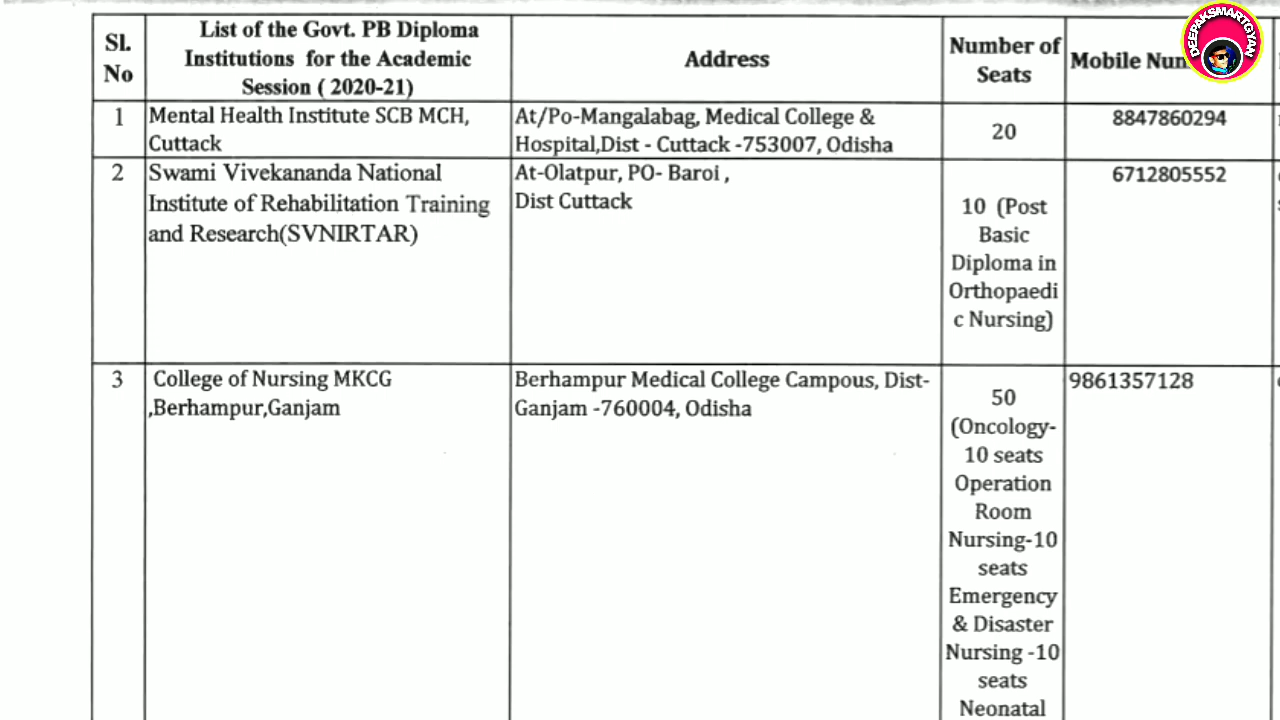 Sl.
No
List of the Govt. PB Diploma
Institutions for the Academic
Session ( 2020-21)
Address
Number of
Seats
Mobile Num
DEEPAKSMARTGYAN
1
Mental Health Institute SCB MCH,
Cuttack
At/Po-Mangalabag, Medical College &
Hospital,Dist - Cuttack -753007, Odisha
20
8847860294
2
Swami Vivekananda National
Institute of Rehabilitation Training
and Research(SVNIRTAR)
At-Olatpur, PO- Baroi ,
Dist Cuttack
10 (Post
Basic
Diploma in
Orthopaedi
c Nursing)
6712805552
3
College of Nursing MKCG
,Berhampur,Ganjam
Berhampur Medical College Campous, Dist-
Ganjam -760004, Odisha
50
(Oncology-
10 seats
Operation
Room
Nursing-10
seats
Emergency
& Disaster
Nursing -10
seats
Neonatal
9861357128